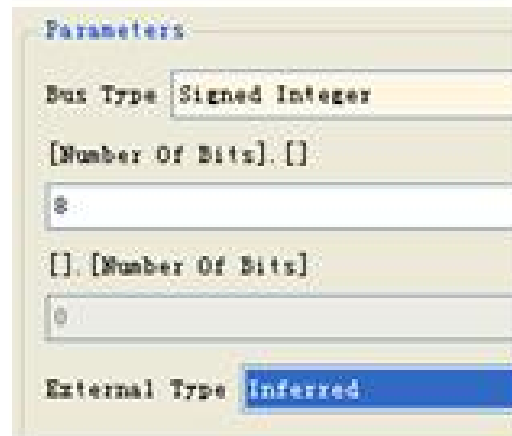 Parameters
Bus Type Signed Integer
[Number Of Bits].[]
8
[].[Number Of Bits]
0
External Type Inferred